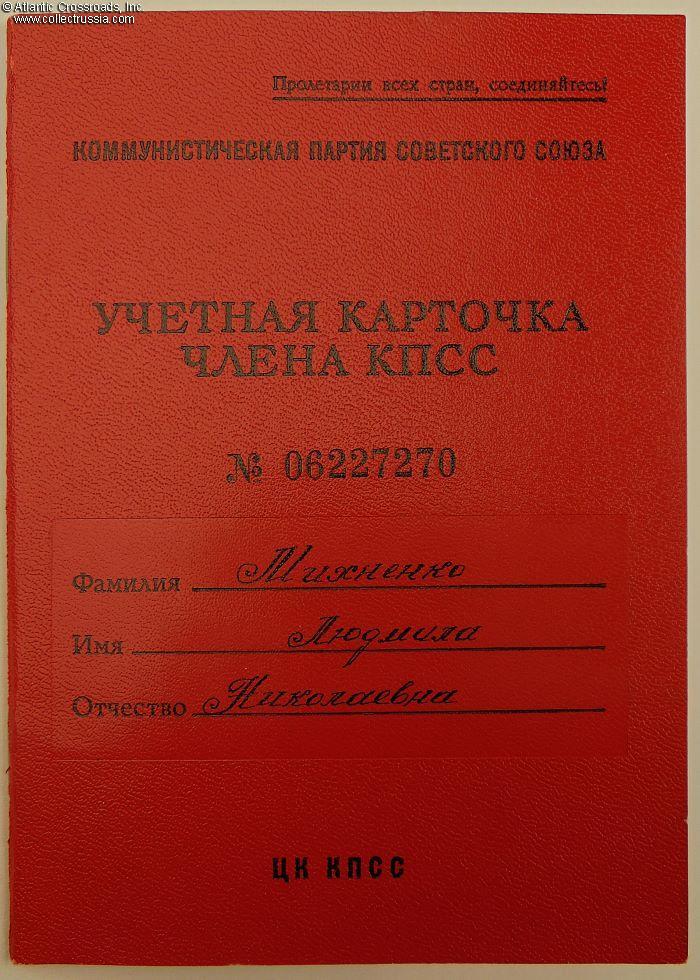 © Atlantic Crossroads, Inc.
www.collectrussia.com
Пролетарии всех стран, соединяйтесь!
КОММУНИСТИЧЕСКАЯ ПАРТИЯ СОВЕТСКОГО СОЮЗА
УЧЕТНАЯ КАРТОЧКА
ЧЛЕНА КПСС
№ 06227270
Фамилия Михненко
Имя Людмила
Отчество Николаевна
ЦК КПСС